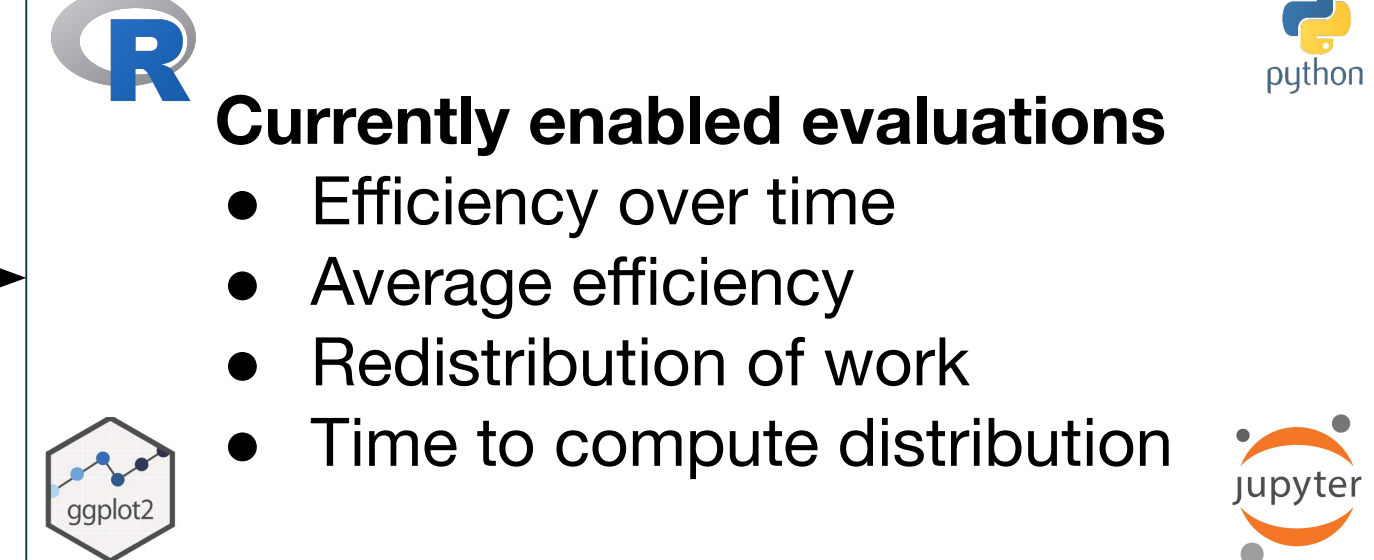 R
python
Currently enabled evaluations
● Efficiency over time
● Average efficiency
● Redistribution of work
● Time to compute distribution
ggplot2
jupyter